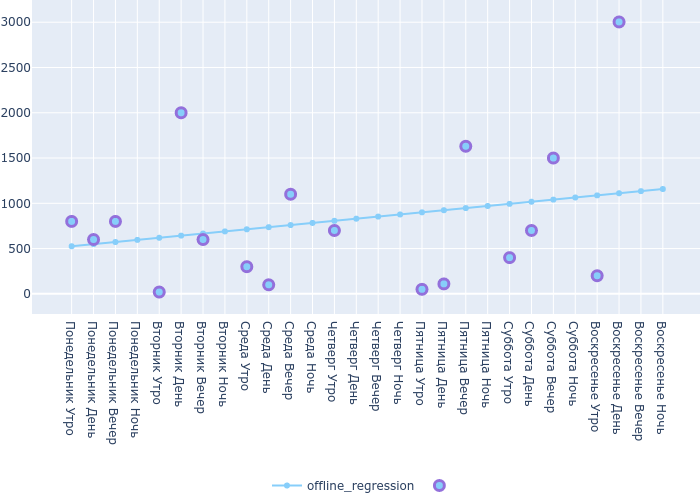 3000
2500
2000
1500
1000
500
0
Понедельник Утро
Понедельник День
Понедельник Вечер
Понедельник Ночь
Вторник Утро
Вторник День
Вторник Вечер
Вторник Ночь
Среда Утро
Среда День
Среда Вечер
Среда Ночь
Четверг Утро
Четверг День
Четверг Вечер
Четверг Ночь
Пятница Утро
Пятница День
Пятница Вечер
Пятница Ночь
Суббота Утро
Суббота День
Суббота Вечер
Суббота Ночь
Воскресенье Утро
Воскресенье День
Воскресенье Вечер
Воскресенье Ночь
offline_regression